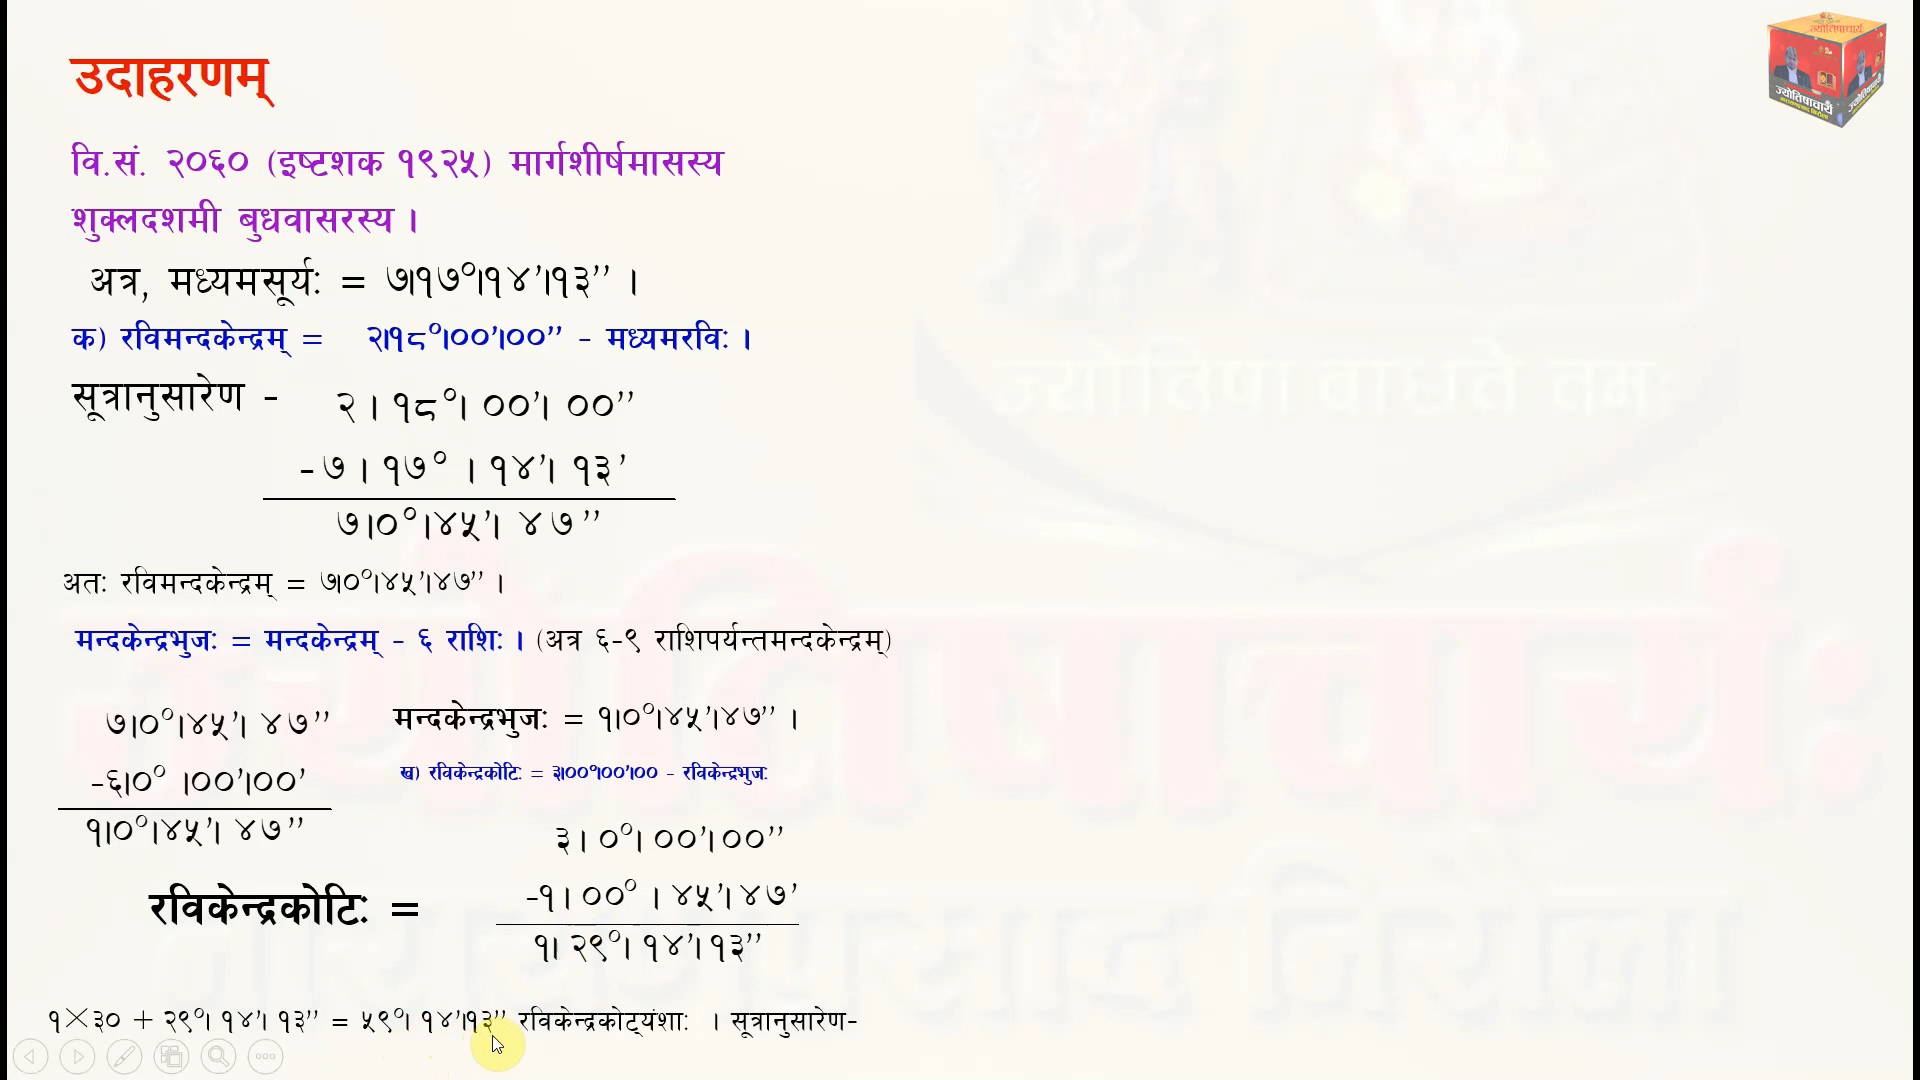 उदाहरणम्
वि.सं. २०६० (इष्टशक १९२५) मार्गशीर्षमासस्य
शुक्लदशमी बुधवासरस्य ।
अत्र, मध्यमसूर्यः = ७।१७°।१४’।१३’’ ।
क) रविमन्दकेन्द्रम् = २।१८°।००’।००’’ - मध्यमरविः ।
सूत्रानुसारेण - २ । १८°। ००’। ००’’
-७ । १७° । १४’। १३’
७।०°।४५’। ४७’’
अतः रविमन्दकेन्द्रम् = ७।०°।४५’।४७’’ ।
मन्दकेन्द्रभुजः = मन्दकेन्द्रम् - ६ राशिः । (अत्र ६-९ राशिपर्यन्तमन्दकेन्द्रम्)
७।०°।४५’। ४७’’
-६।०° ।००’।००’
१।०°।४५’। ४७’’
मन्दकेन्द्रभुजः = १।०°।४५’।४७’’ ।
ख) रविकेन्द्रकोटिः = ३।००°।००’।०० - रविकेन्द्रभुजः
३। ०°। ००’।००’’
रविकेन्द्रकोटिः = -१। ००° । ४५’।४७’
१। २९°। १४’। १३’’
१×३० + २९°। १४’। १३’’ = ५९°। १४’।१३’’ रविकेन्द्रकोट्यंशाः । सूत्रानुसारेण-
ज्योतिषा बाधते तमः
ज्योतिषाचार्यः
ज्योतिषाचार्य